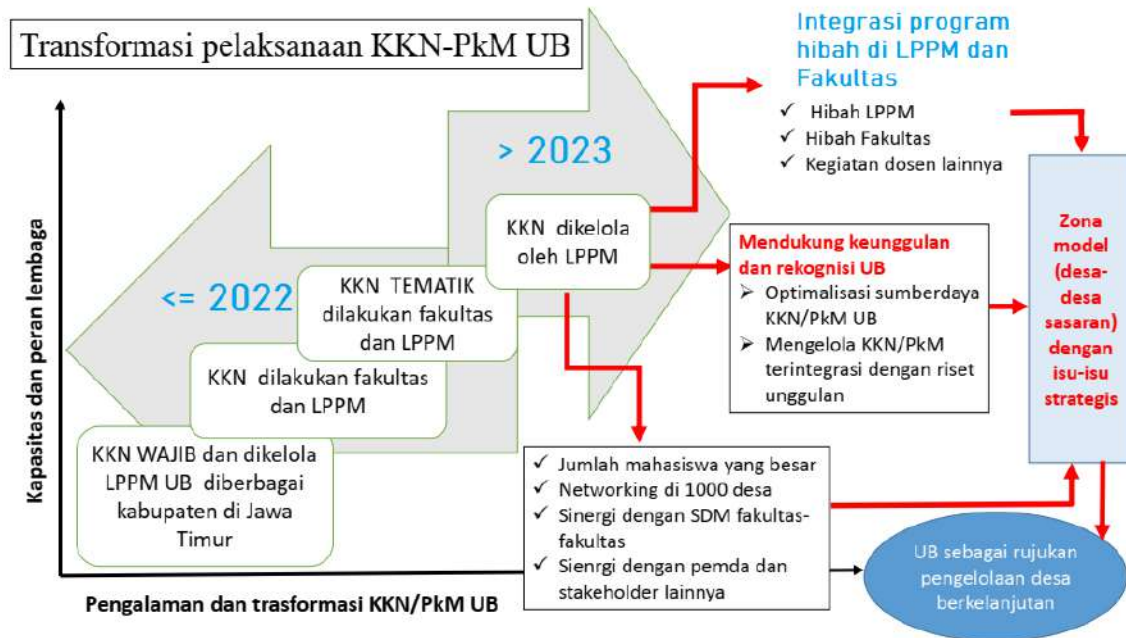 Transformasi pelaksanaan KKN-PkM UB
Integrasi program
hibah di LPPM dan
Fakultas
✓ Hibah LPPM
✓ Hibah Fakultas
✓ Kegiatan dosen lainnya
> 2023
KKN dikelola
oleh LPPM
<= 2022
KKN TEMATIK
dilakukan fakultas
dan LPPM
KKN dilakukan fakultas
dan LPPM
KKN WAJIB dan dikelola
LPPM UB diberbagai
kabupaten di Jawa
Timur
Mendukung keunggulan
dan rekognisi UB
➢ Optimalisasi sumberdaya
KKN/PkM UB
➢ Mengelola KKN/PkM
terintegrasi dengan riset
unggulan
Zona
model
(desa-
desa
sasaran)
dengan
isu-isu
strategis
✓ Jumlah mahasiswa yang besar
✓ Networking di 1000 desa
✓ Sinergi dengan SDM fakultas-
fakultas
✓ Sienrgi dengan pemda dan
stakeholder lainnya
UB sebagai rujukan
pengelolaan desa
berkelanjutan
Kapasitas dan peran lembaga
Pengalaman dan trasformasi KKN/PkM UB